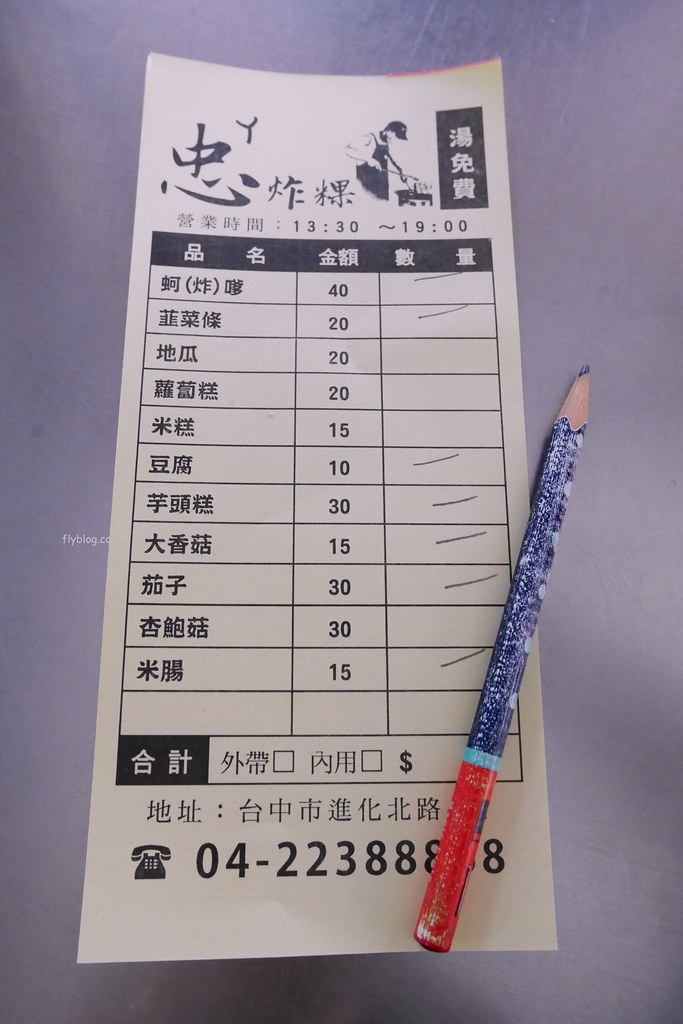 忠
ㄚ
炸粿
湯免費
營業時間：13:30 ～19:00
品 名 金額 數 量
蚵(炸)嗲 40
韮菜條 20
地瓜 20
蘿蔔糕 20
米糕 15
豆腐 10
芋頭糕 30
大香菇 15
茄子 30
杏鮑菇 30
米腸 15
合計 外帶□ 內用□ $
地址：台中市進化北路
☎ 04-22388 8
flyblog.cc